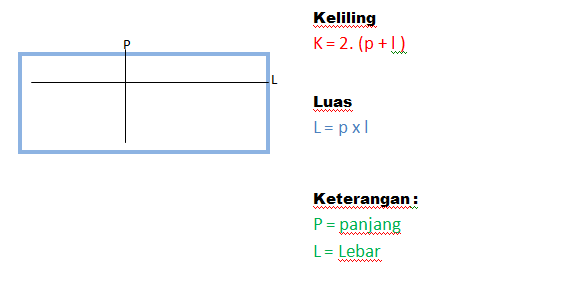 P
L
Keliling
K = 2. (p + l )
Luas
L = p x l
Keterangan :
P = panjang
L = Lebar